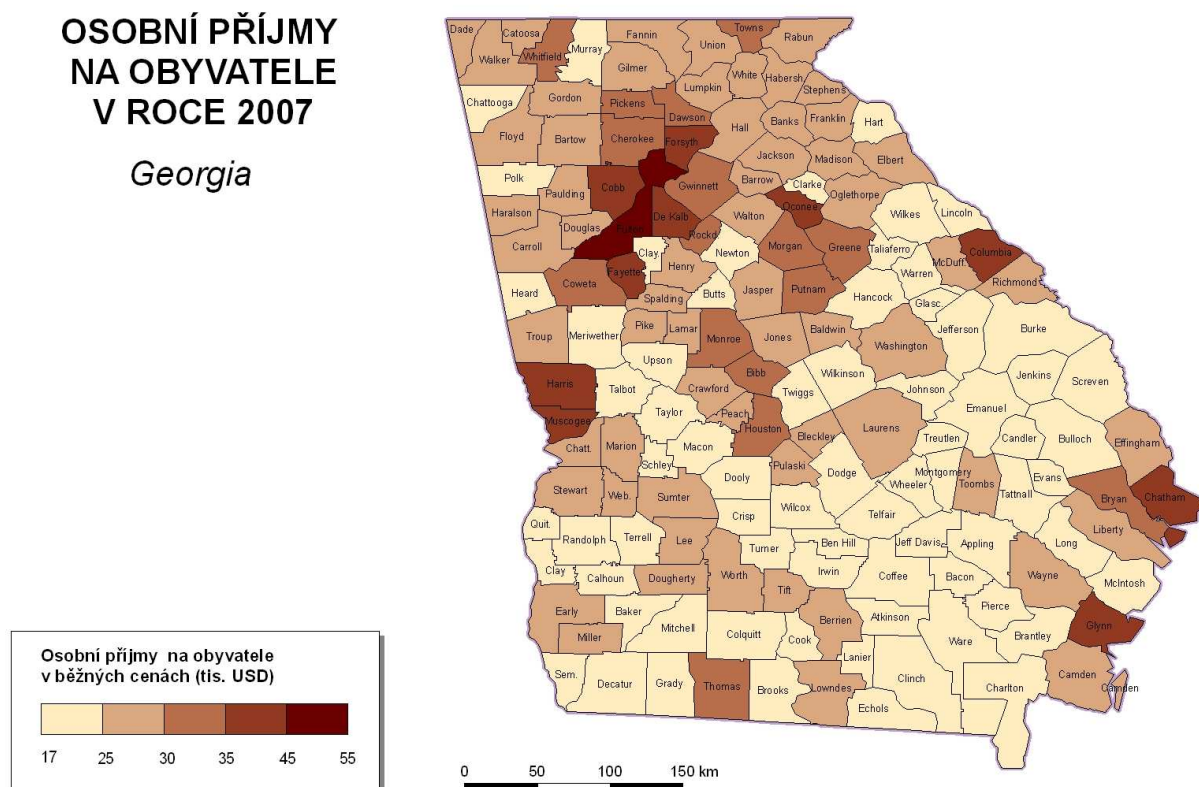 OSOBNÍ PŘÍJMY
NA OBYVATELE
V ROCE 2007
Georgia
Dade
Catoosa
Whitfield
Murray
Fannin
Union
Towns
Rabun
Walker
Gilmer
Lumpkin
White
Habersh.
Stephens
Chattooga
Gordon
Pickens
Dawson
Hall
Banks
Franklin
Hart
Floyd
Bartow
Cherokee
Forsyth
Jackson
Madison
Elbert
Polk
Paulding
Cobb
Gwinnett
Barrow
Clarke
Oglethorpe
Haralson
Douglas
Fulton
De Kalb
Walton
Oconee
Wilkes
Lincoln
Carroll
Clay.
Rockd
Newton
Morgan
Greene
Taliaferro
McDuff.
Columbia
Heard
Coweta
Fayette
Henry
Spalding
Butts
Jasper
Putnam
Hancock
Warren
Glasc.
Richmond
Troup
Meriwether
Pike
Lamar
Monroe
Jones
Baldwin
Washington
Jefferson
Burke
Harris
Talbot
Upson
Crawford
Bibb
Twiggs
Wilkinson
Johnson
Jenkins
Screven
Muscogee
Taylor
Peach
Houston
Bleckley
Laurens
Treutlen
Emanuel
Candler
Bulloch
Effingham
Chatt.
Marion
Schley
Macon
Dooly
Pulaski
Dodge
Wheeler
Montgomery
Toombs
Tattnall
Evans
Bryan
Chatham
Stewart
Web.
Sumter
Crisp
Wilcox
Telfair
Liberty
Quit.
Randolph
Terrell
Lee
Turner
Ben Hill
Jeff Davis
Appling
Long
Clay
Calhoun
Dougherty
Worth
Tift
Irwin
Coffee
Bacon
Wayne
McIntosh
Early
Miller
Baker
Mitchell
Colquitt
Cook
Berrien
Atkinson
Pierce
Ware
Brantley
Glynn
Sem.
Decatur
Grady
Thomas
Brooks
Lowndes
Lanier
Clinch
Echols
Charlton
Camden
Camden
Osobní příjmy na obyvatele
v běžných cenách (tis. USD)
17 25 30 35 45 55
0 50 100 150 km